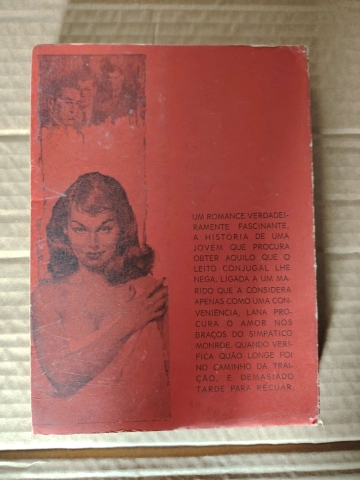 UM ROMANCE VERDADEI-
RAMENTE FASCINANTE,
A HISTÓRIA DE UMA
JOVEM QUE PROCURA
OBTER AQUILO QUE O
LEITO CONJUGAL LHE
NEGA. LIGADA A UM MA-
RIDO QUE A CONSIDERA
APENAS COMO UMA CON-
VENIÊNCIA, LANA PRO-
CURA O AMOR NOS
BRAÇOS DO SIMPÁTICO
MONROE. QUANDO VERI-
FICA QUÃO LONGE FOI
NO CAMINHO DA TRAI-
ÇÃO, É DEMASIADO
TARDE PARA RECUAR.